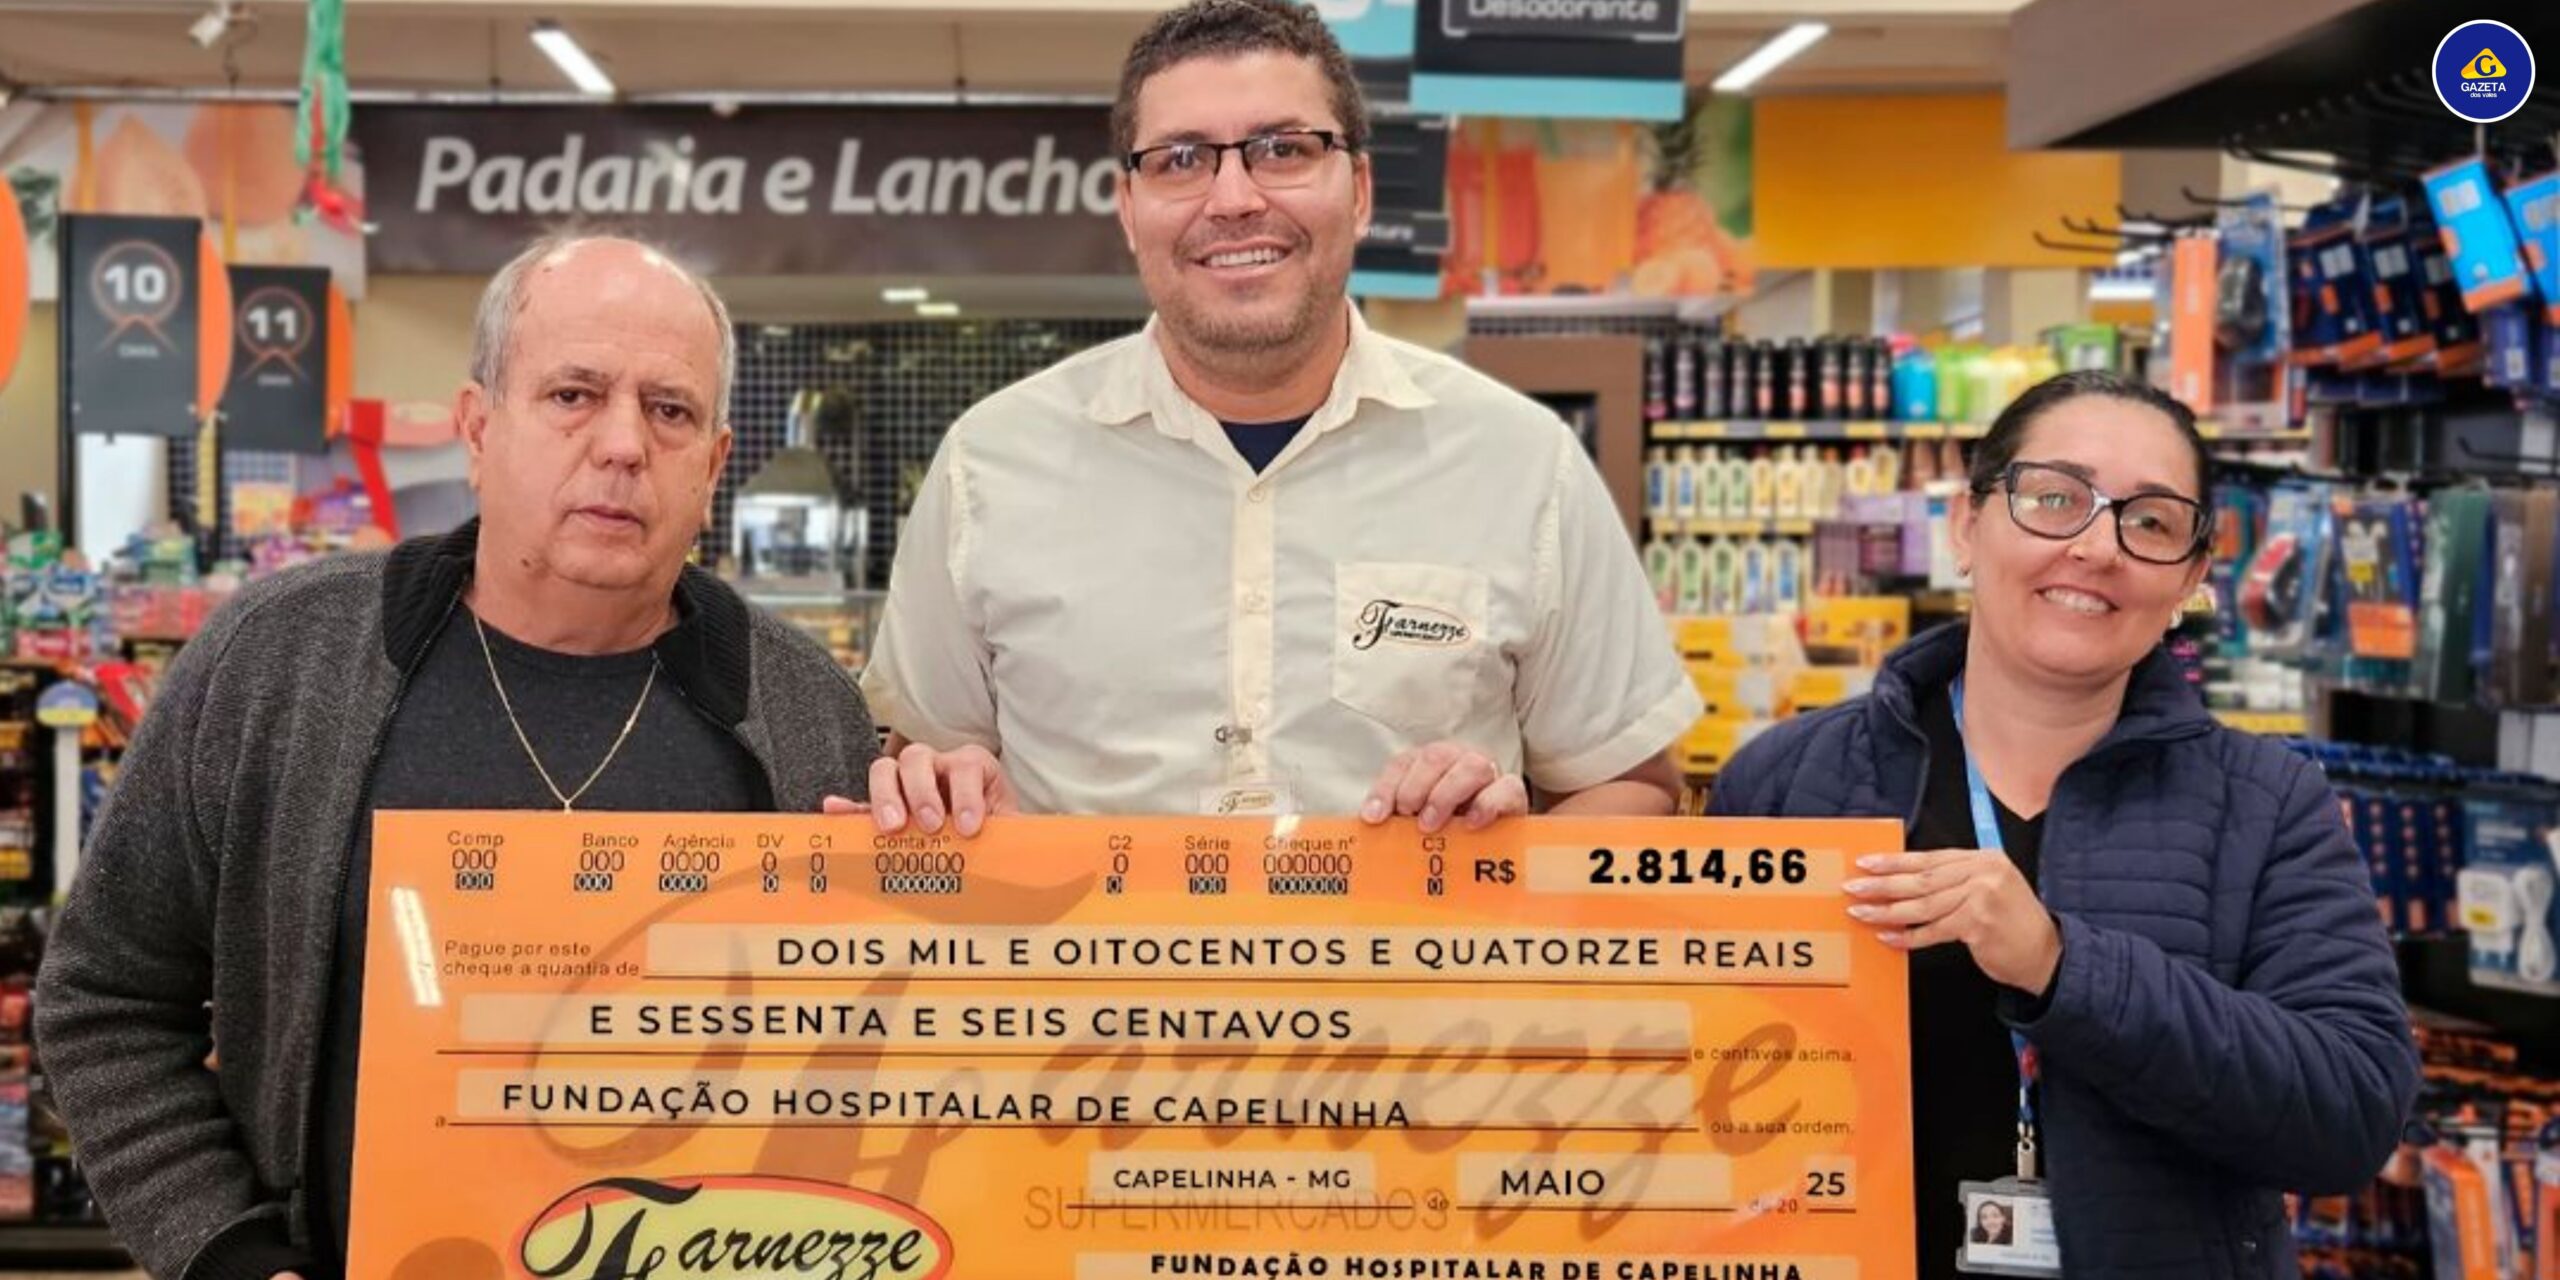 Desodorante
G
GAZETA
dos vales
Padaria e Lancho
10
11
Farnezze
Comp Banco Agência DV C1 Conta nº C2 Série Cheque nº C3
000 000 0000 0 0 000000 0 000 000000 0 R$ 2.814,66
000 000 0000 0 0 0000000 0 000 0000000 0
Pague por este
cheque a quantia de DOIS MIL E OITOCENTOS E QUATORZE REAIS
E SESSENTA E SEIS CENTAVOS
e centavos acima.
a FUNDAÇÃO HOSPITALAR DE CAPELINHA
ou a sua ordem.
CAPELINHA - MG de MAIO de 20 25
Farnezze
SUPERMERCADOS
Farnezze
FUNDAÇÃO HOSPITALAR DE CAPELINHA